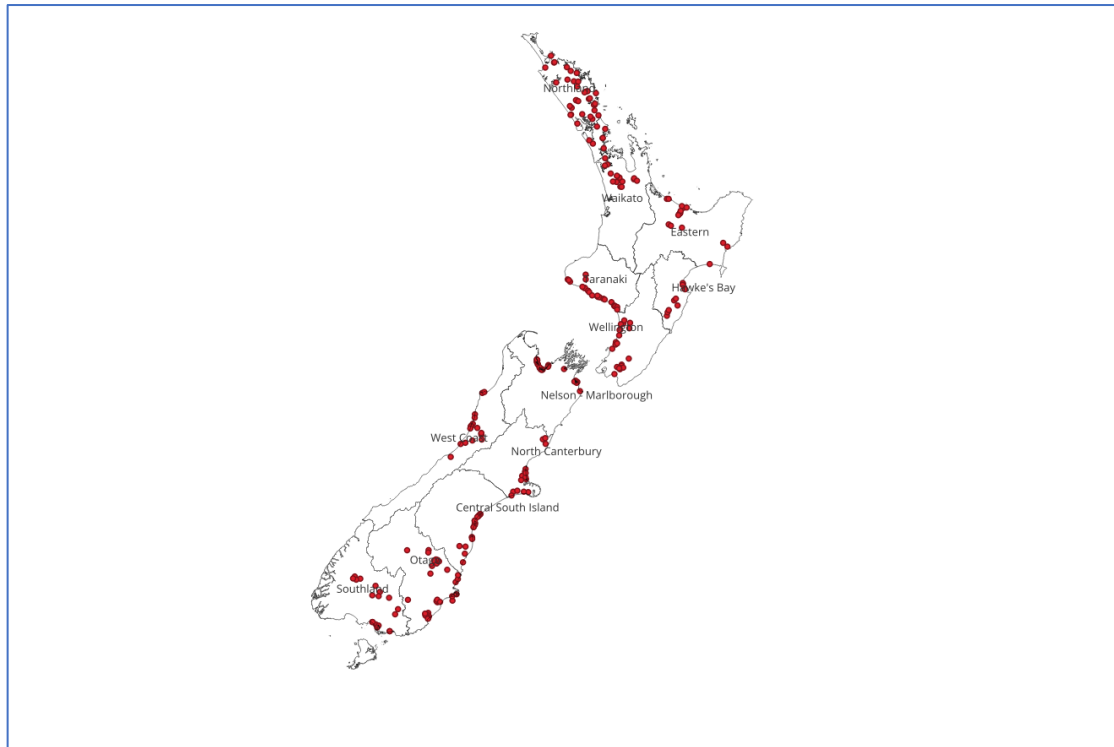 Northland
Waikato
Eastern
Taranaki
Hawke's Bay
Wellington
Nelson - Marlborough
West Coast
North Canterbury
Central South Island
Otago
Southland